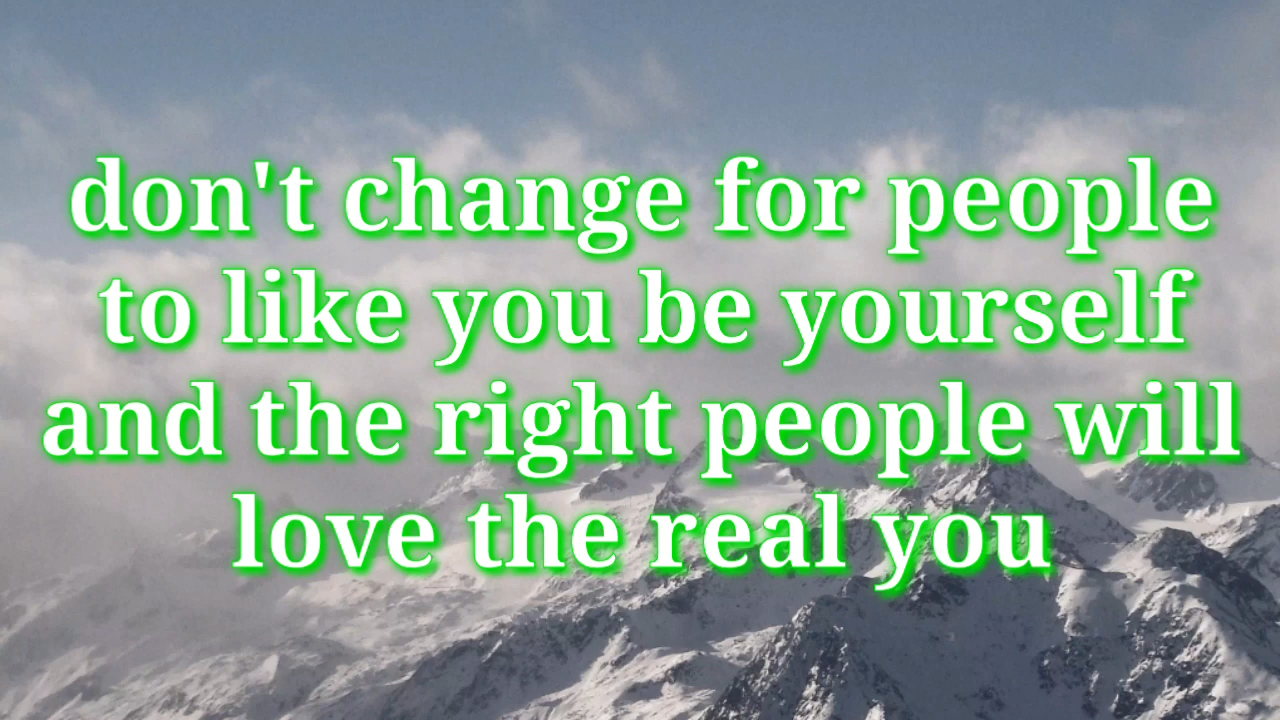 don't change for people
to like you be yourself
and the right people will
love the real you